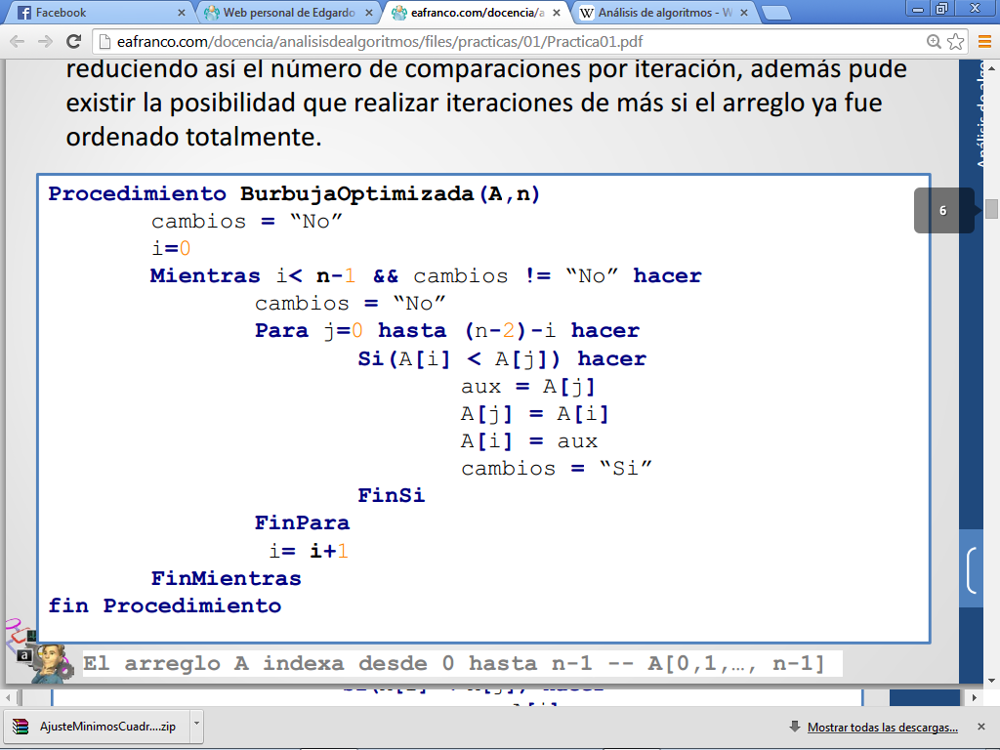 Facebook
Web personal de Edgardo
eafranco.com/docencia/a
Análisis de algoritmos - W
eafranco.com/docencia/analisisdealgoritmos/files/practicas/01/Practica01.pdf
reduciendo así el número de comparaciones por iteración, además pude
existir la posibilidad que realizar iteraciones de más si el arreglo ya fue
ordenado totalmente.
Procedimiento BurbujaOptimizada(A,n)
cambios = “No”
i=0
Mientras i< n-1 && cambios != “No” hacer
cambios = “No”
Para j=0 hasta (n-2)-i hacer
Si(A[i] < A[j]) hacer
aux = A[j]
A[j] = A[i]
A[i] = aux
cambios = “Si”
FinSi
FinPara
i= i+1
FinMientras
fin Procedimiento
6
El arreglo A indexa desde 0 hasta n-1 -- A[0,1,…, n-1]
AjusteMinimosCuadr....zip
Mostrar todas las descargas...